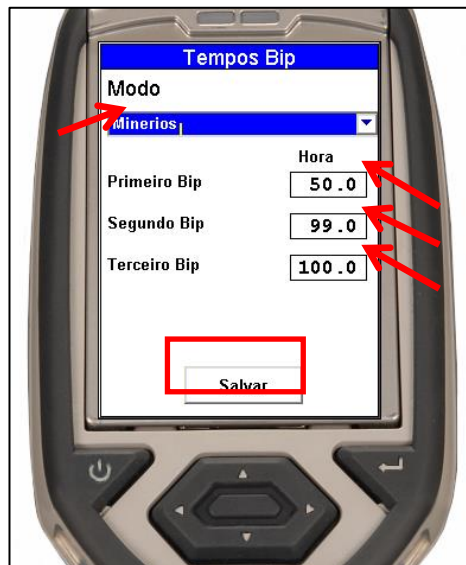 Tempos Bip
Modo
Minerios
Hora
Primeiro Bip 50.0
Segundo Bip 99.0
Terceiro Bip 100.0
Salvar